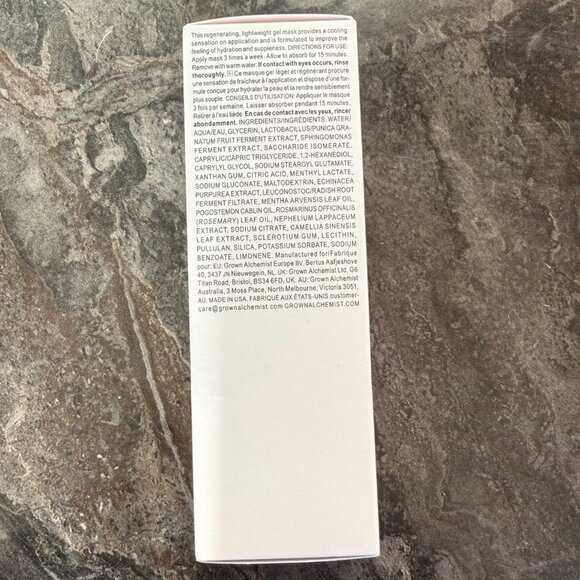 This regenerating, lightweight gel mask provides a cooling
sensation on application and is formulated to improve the
feeling of hydration and suppleness. DIRECTIONS FOR USE:
Apply mask 3 times a week. Allow to absorb for 15 minutes.
Remove with warm water. If contact with eyes occurs, rinse
thoroughly. Ce masque gel léger et régénérant procure
une sensation de fraîcheur à l'application et dispose d'une for-
mule conçue pour hydrater la peau et la rendre sensiblement
plus souple. CONSEILS D'UTILISATION: Appliquer le masque
3 fois par semaine. Laisser absorber pendant 15 minutes.
Retirer à l'eau tiède. En cas de contact avec les yeux, rincer
abondamment. INGREDIENTS/INGRÉDIENTS: WATER/
AQUA/EAU, GLYCERIN, LACTOBACILLUS/PUNICA GRA-
NATUM FRUIT FERMENT EXTRACT, SPHINGOMONAS
FERMENT EXTRACT, SACCHARIDE ISOMERATE,
CAPRYLIC/CAPRIC TRIGLYCERIDE, 1,2-HEXANEDIOL,
CAPRYLYL GLYCOL, SODIUM STEAROYL GLUTAMATE,
XANTHAN GUM, CITRIC ACID, MENTHYL LACTATE,
SODIUM GLUCONATE, MALTODEXTRIN, ECHINACEA
PURPUREA EXTRACT, LEUCONOSTOC/RADISH ROOT
FERMENT FILTRATE, MENTHA ARVENSIS LEAF OIL,
POGOSTEMON CABLIN OIL, ROSMARINUS OFFICINALIS
(ROSEMARY) LEAF OIL, NEPHELIUM LAPPACEUM
EXTRACT, SODIUM CITRATE, CAMELLIA SINENSIS
LEAF EXTRACT, SCLEROTIUM GUM, LECITHIN,
PULLULAN, SILICA, POTASSIUM SORBATE, SODIUM
BENZOATE, LIMONENE. Manufactured for/Fabriqué
pour: EU: Grown Alchemist Europe BV, Bertus Aafjeshove
40, 3437 JN Nieuwegein, NL. UK: Grown Alchemist Ltd, G6
Titan Road, Bristol, BS34 6FD, UK. AU: Grown Alchemist
Australia, 3 Moss Place, North Melbourne, Victoria 3051,
AU. MADE IN USA. FABRIQUÉ AUX ÉTATS-UNIS. customer-
care@grownalchemist.com GROWNALCHEMIST.COM